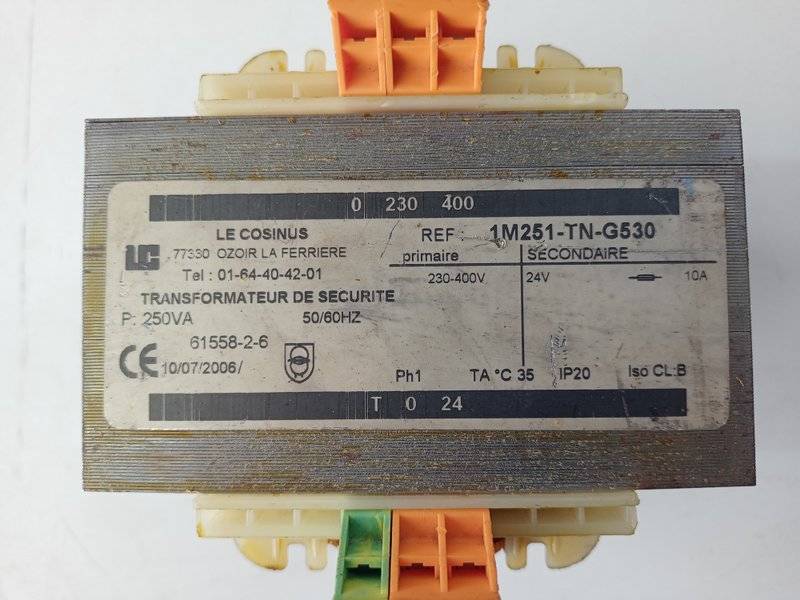 0 230 400
LC
LE COSINUS
77330 OZOIR LA FERRIERE
Tel : 01-64-40-42-01
TRANSFORMATEUR DE SECURITE
P: 250VA 50/60HZ
61558-2-6
CE 10/07/2006/
REF : 1M251-TN-G530
primaire SECONDAIRE
230-400V 24V 10A
Ph1 TA °C 35 IP20 Iso CL:B
T 0 24